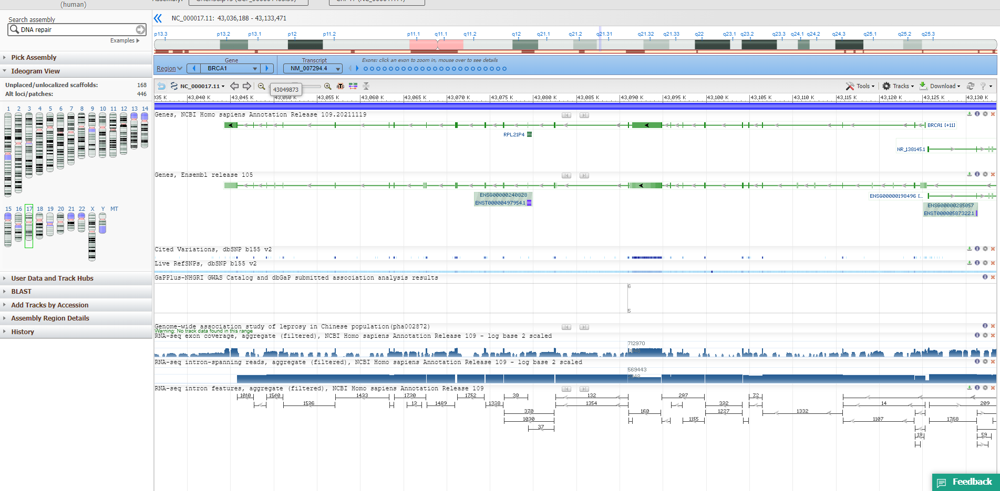 (human)
Search assembly
DNA repair
Examples
Pick Assembly
Ideogram View
Unplaced/unlocalized scaffolds: 168
Alt loci/patches: 446
1 2 3 4 5 6 7 8 9 10 11 12 13 14
15 16 17 18 19 20 21 22 X Y MT
User Data and Track Hubs
BLAST
Add Tracks by Accession
Assembly Region Details
History
NC_000017.11: 43,036,188 - 43,133,471
p13.3 p13.2 p13.1 p12 p11.2 p11.1 q11.1 q11.2 q12 q21.1 q21.2 q21.31 q21.32 q21.33 q22 q23.1 q23.2 q23.3 q24.1 q24.2 q24.3 q25.1 q25.2 q25.3
Region
Gene
BRCA1
Transcript
NM_007294.4
Exons: click an exon to zoom in, mouse over to see details
NC_000017.11
43049873
ATG
Tools
Tracks
Download
?
035 K 43,040 K 43,045 K 43,050 K 43,055 K 43,060 K 43,065 K 43,070 K 43,075 K 43,080 K 43,085 K 43,090 K 43,095 K 43,100 K 43,105 K 43,110 K 43,115 K 43,120 K 43,125 K 43,130 K
Genes, NCBI Homo sapiens Annotation Release 109.20211119
BRCA1 [+11]
RPL21P4
NR_138145.1
Genes, Ensembl release 105
ENSG00000240828
ENST00000497954.1
ENSG00000198496 [...
ENSG00000285057
ENST00000587322.1
Cited Variations, dbSNP b155 v2
Live RefSNPs, dbSNP b155 v2
GaPPlus-NHGRI GWAS Catalog and dbGaP submitted association analysis results
6
5
Genome-wide association study of leprosy in Chinese population(pha002872)
Warning: No track data found in this range
RNA-seq exon coverage, aggregate (filtered), NCBI Homo sapiens Annotation Release 109 - log base 2 scaled
712970
RNA-seq intron-spanning reads, aggregate (filtered), NCBI Homo sapiens Annotation Release 109 - log base 2 scaled
569443
2048
RNA-seq intron features, aggregate (filtered), NCBI Homo sapiens Annotation Release 109
1010 1540 1433 1720 1752 30 132 207 72
1526 13 1489 1338 1354 322 14 209
370 160 1227 1332
1030 1155 1107 1768
37
19 59
Feedback